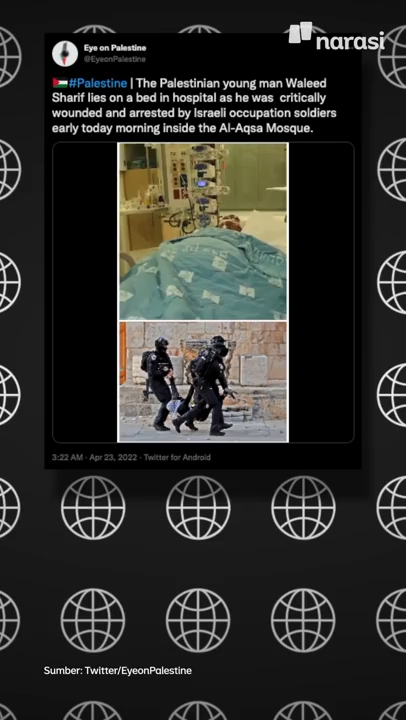 narasi
Eye on Palestine
@EyeonPalestine
🇵🇸#Palestine | The Palestinian young man Waleed
Sharif lies on a bed in hospital as he was critically
wounded and arrested by Israeli occupation soldiers
early today morning inside the Al-Aqsa Mosque.
3:22 AM · Apr 23, 2022 · Twitter for Android
Sumber: Twitter/EyeonPalestine